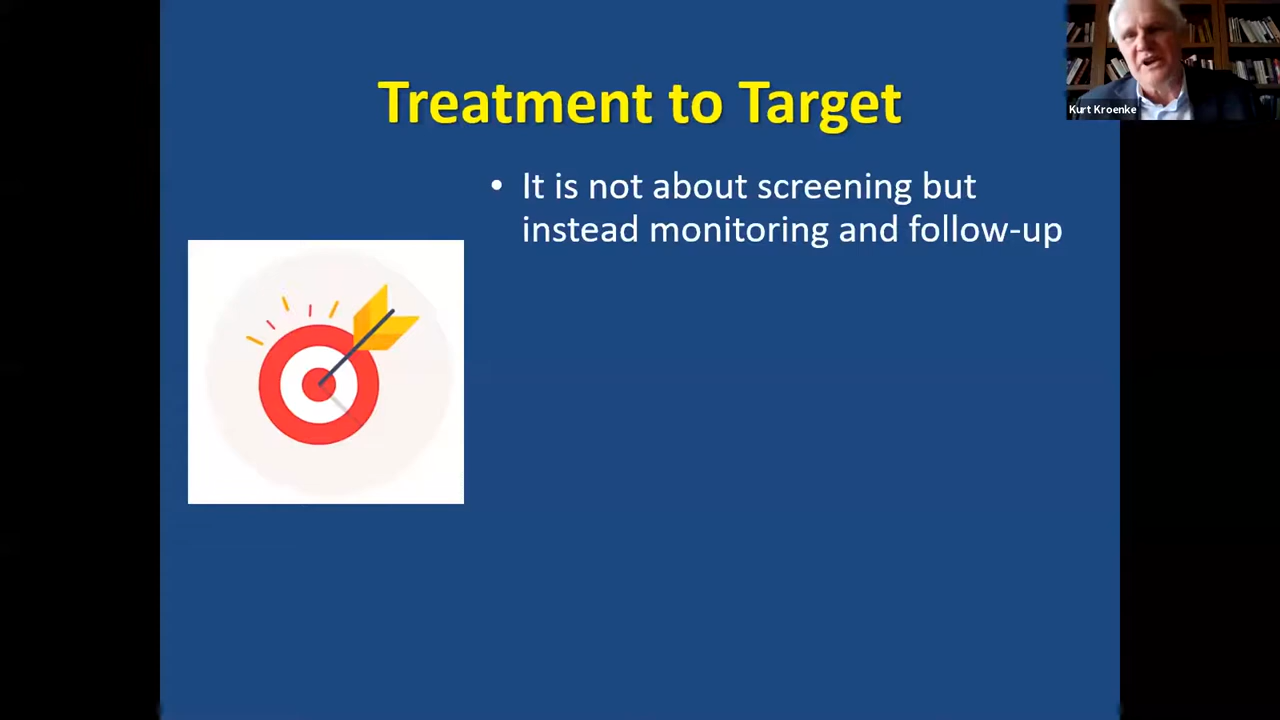 Treatment to Target
Kurt Kroenke
• It is not about screening but
instead monitoring and follow-up